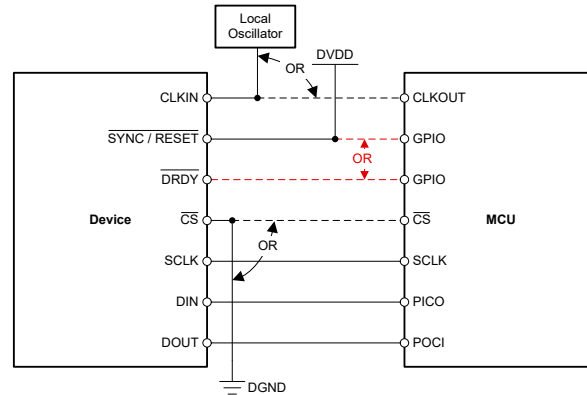 Local
Oscillator
OR
DVDD
CLKIN
CLKOUT
SYNC / RESET
GPIO
OR
DRDY
GPIO
Device
CS
CS
MCU
OR
SCLK
SCLK
DIN
PICO
DOUT
POCI
DGND